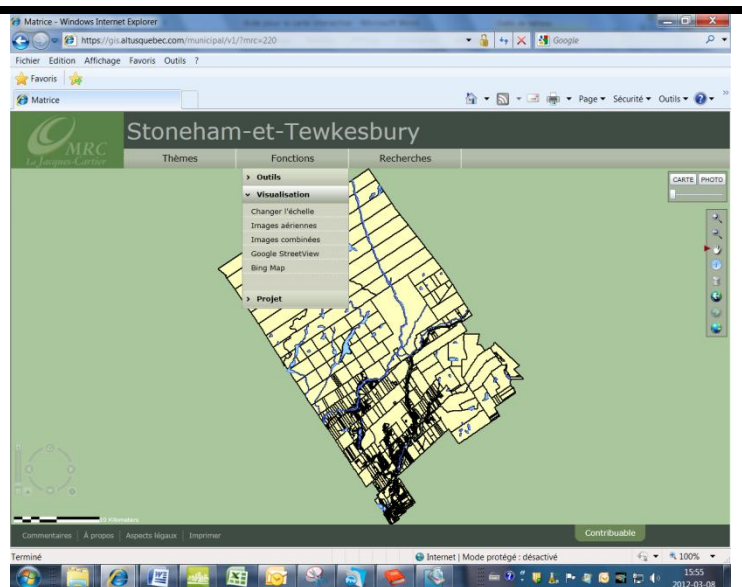 Matrice - Windows Internet Explorer
https://gis.altusquebec.com/municipal/v1/?mrc=220
Google
Fichier Edition Affichage Favoris Outils ?
Favoris
Matrice
Page Sécurité Outils
MRC
La Jacques-Cartier
Stoneham-et-Tewkesbury
Thèmes Fonctions Recherches
Outils
Visualisation
Changer l'échelle
Images aériennes
Images combinées
Google StreetView
Bing Map
Projet
CARTE PHOTO
Commentaires | À propos | Aspects légaux | Imprimer
Contribuable
Terminé
Internet | Mode protégé : désactivé
100%
15:55
2012-03-08